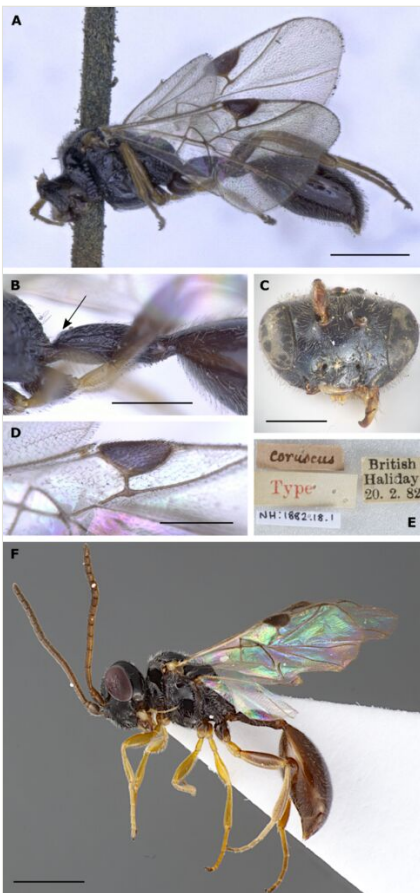 A
B
C
D
coruscus
Type
NH:1882.18.1
British
Haliday
20. 2. 82
E
F